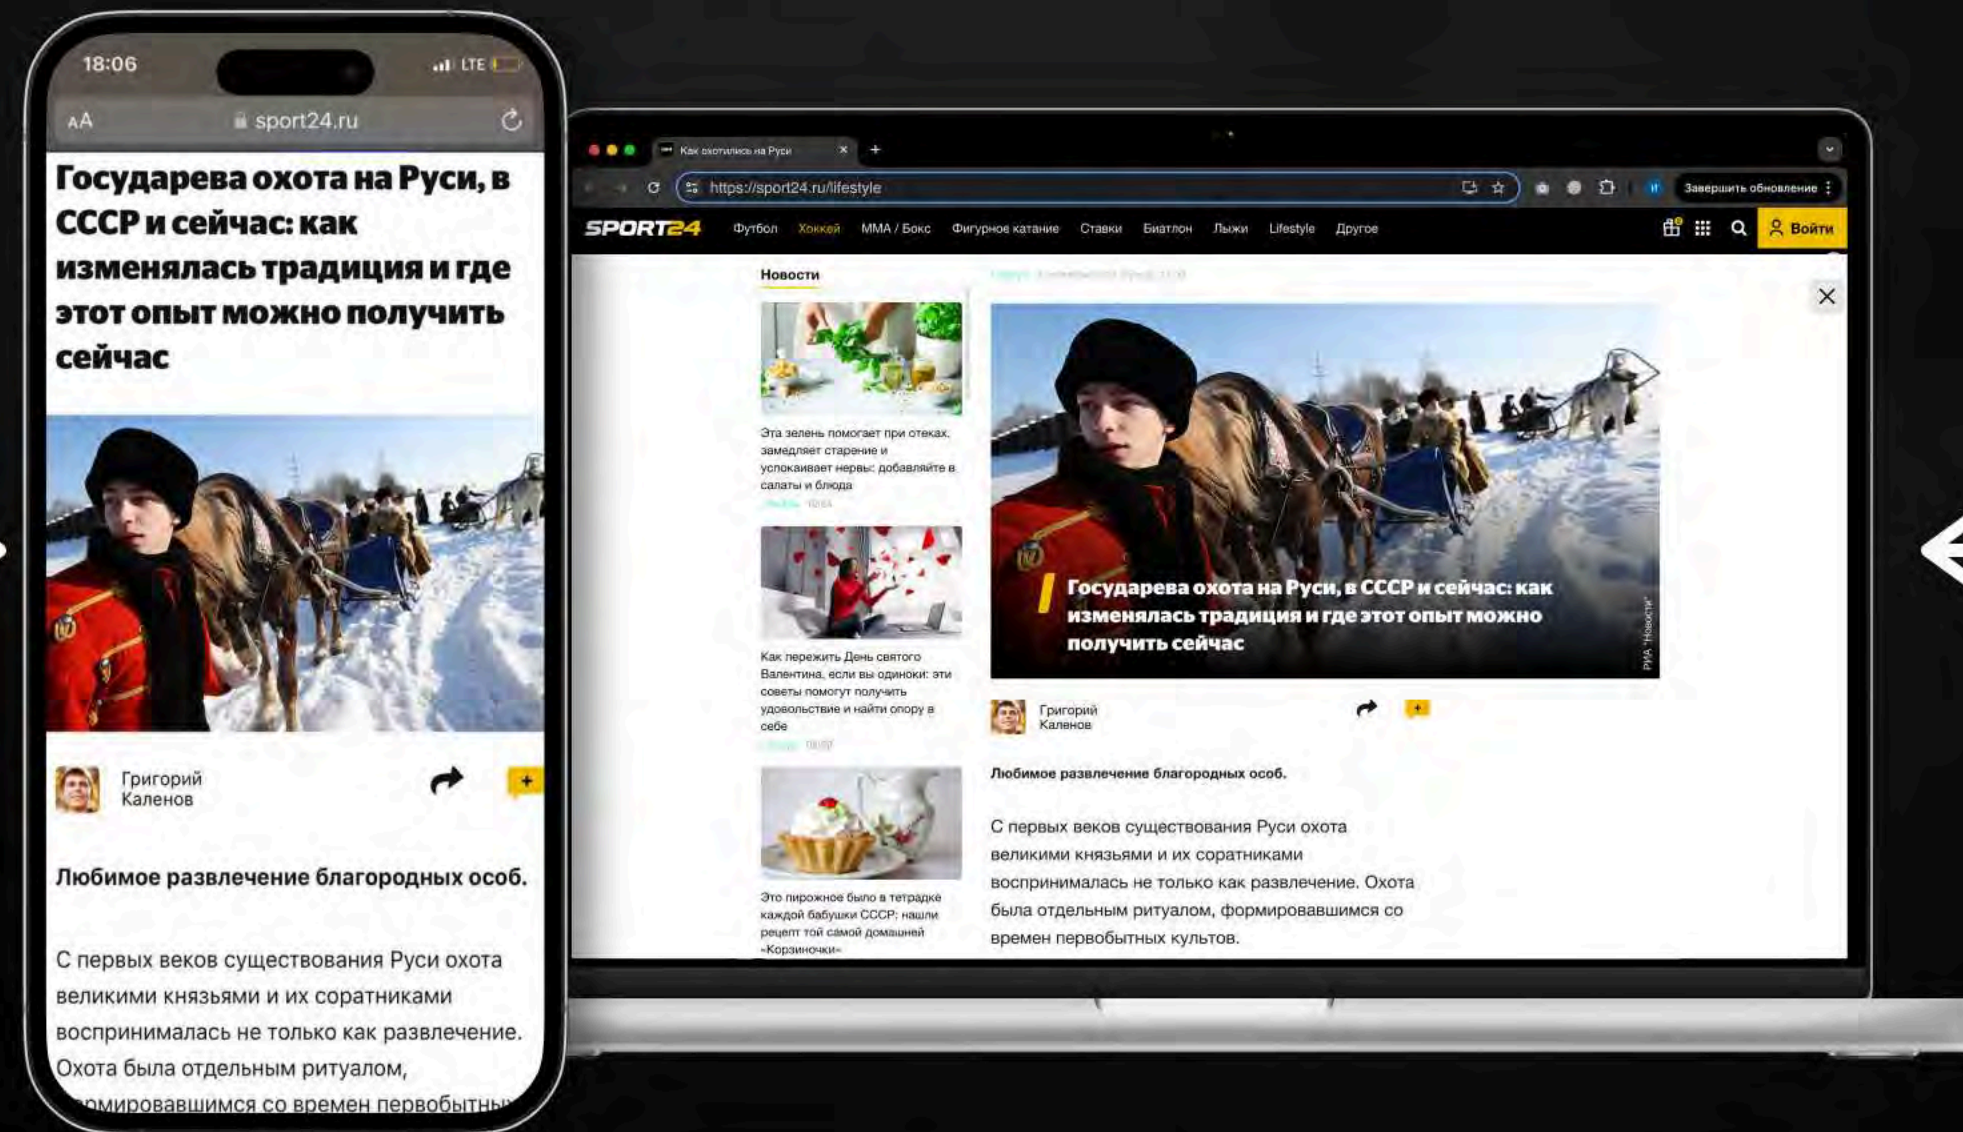 18:06
LTE
AA
sport24.ru
Государева охота на Руси, в
СССР и сейчас: как
изменялась традиция и где
этот опыт можно получить
сейчас
Григорий
Каленов
Любимое развлечение благородных особ.
С первых веков существования Руси охота
великими князьями и их соратниками
воспринималась не только как развлечение.
Охота была отдельным ритуалом,
формировавшимся со времен первобытных
Как охотились на Руси
https://sport24.ru/lifestyle
Завершить обновление
SPORT24
Футбол Хоккей ММА / Бокс Фигурное катание Ставки Биатлон Лыжи Lifestyle Другое
Войти
Новости
Эта зелень помогает при отеках,
замедляет старение и
успокаивает нервы: добавляйте в
салаты и блюда
Как пережить День святого
Валентина, если вы одиноки: эти
советы помогут получить
удовольствие и найти опору в
себе
Это пирожное было в тетрадке
каждой бабушки СССР: нашли
рецепт той самой домашней
«Корзиночки»
Государева охота на Руси, в СССР и сейчас: как
изменялась традиция и где этот опыт можно
получить сейчас
РИА "Новости"
Григорий
Каленов
Любимое развлечение благородных особ.
С первых веков существования Руси охота
великими князьями и их соратниками
воспринималась не только как развлечение. Охота
была отдельным ритуалом, формировавшимся со
времен первобытных культов.